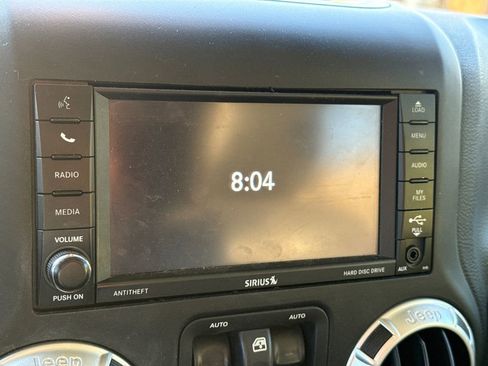 LOAD
MENU
RADIO
AUDIO
MEDIA
MY
FILES
8:04
VOLUME
PULL
PUSH ON
AUX
ANTITHEFT
SIRIUS
HARD DISC DRIVE
AUTO
AUTO
Jeep
Jeep